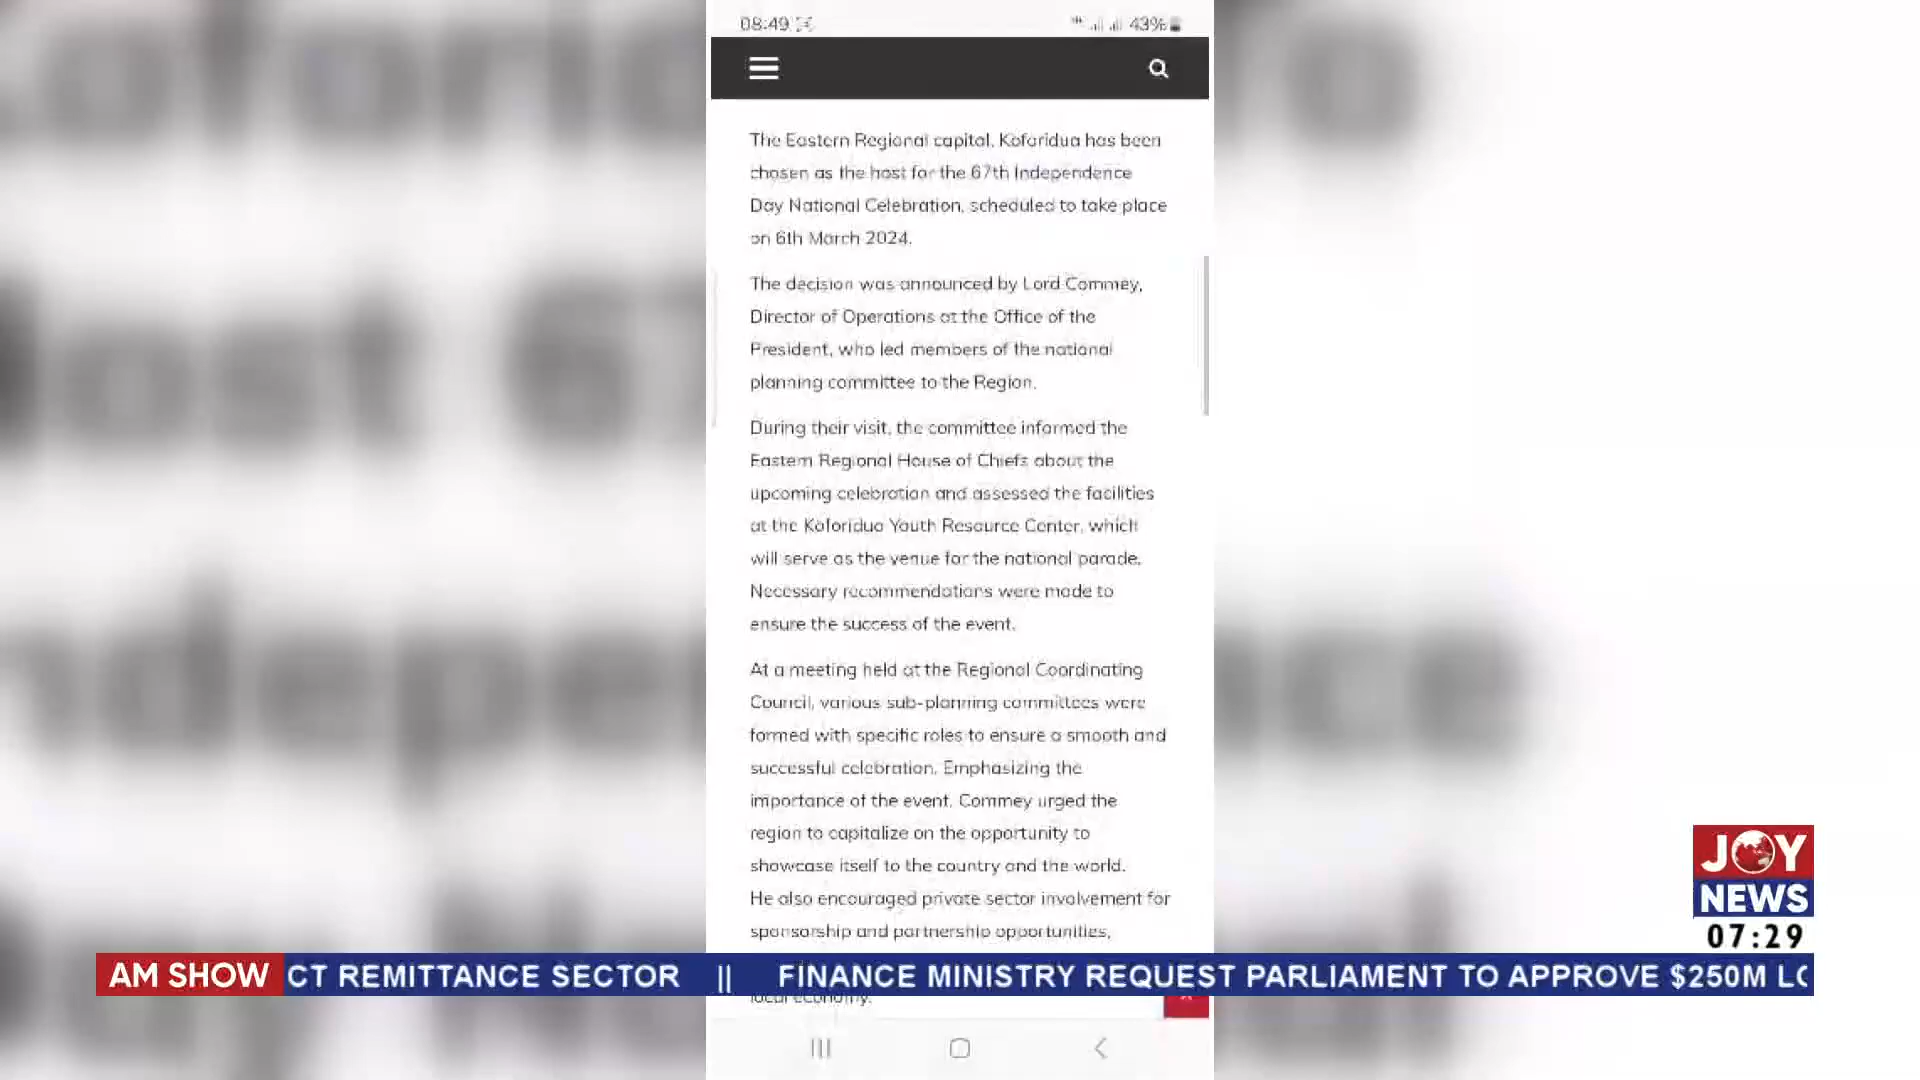 08:49
43%
The Eastern Regional capital, Koforidua has been
chosen as the host for the 67th Independence
Day National Celebration, scheduled to take place
on 6th March 2024.
The decision was announced by Lord Commey,
Director of Operations at the Office of the
President, who led members of the national
planning committee to the Region.
During their visit, the committee informed the
Eastern Regional House of Chiefs about the
upcoming celebration and assessed the facilities
at the Koforidua Youth Resource Center, which
will serve as the venue for the national parade.
Necessary recommendations were made to
ensure the success of the event.
At a meeting held at the Regional Coordinating
Council, various sub-planning committees were
formed with specific roles to ensure a smooth and
successful celebration. Emphasizing the
importance of the event, Commey urged the
region to capitalize on the opportunity to
showcase itself to the country and the world.
He also encouraged private sector involvement for
sponsorship and partnership opportunities,
local economy.
JOY
NEWS
07:29
AM SHOW
CT REMITTANCE SECTOR || FINANCE MINISTRY REQUEST PARLIAMENT TO APPROVE $250M LO